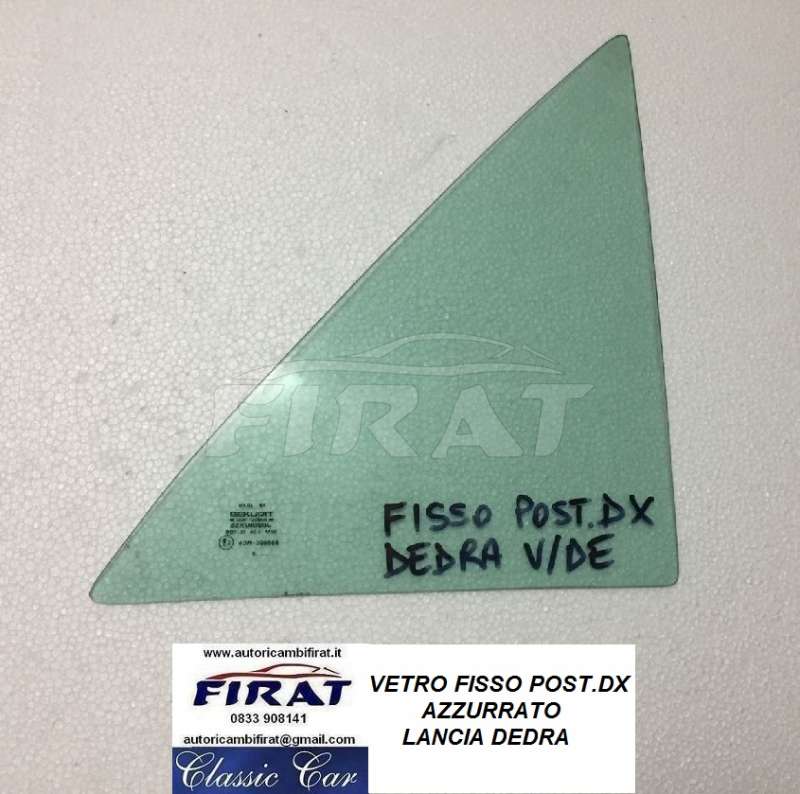 FIRAT
SEKURIT
FISSO POST.DX
DEDRA V/DE
www.autoricambifirat.it
FIRAT
0833 908141
autoricambifirat@gmail.com
Classic Car
VETRO FISSO POST.DX
AZZURRATO
LANCIA DEDRA